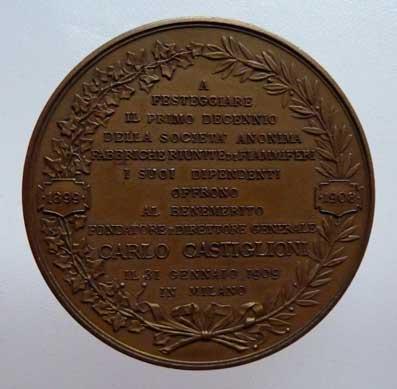 A
FESTEGGIARE
IL PRIMO DECENNIO
DELLA SOCIETÀ ANONIMA
FABBRICHE RIUNITE DI FIAMMIFERI
I SUOI DIPENDENTI
OFFRONO
1899 1908
AL BENEMERITO
FONDATORE E DIRETTORE GENERALE
CARLO CASTIGLIONI
IL 31 GENNAIO 1909
IN MILANO